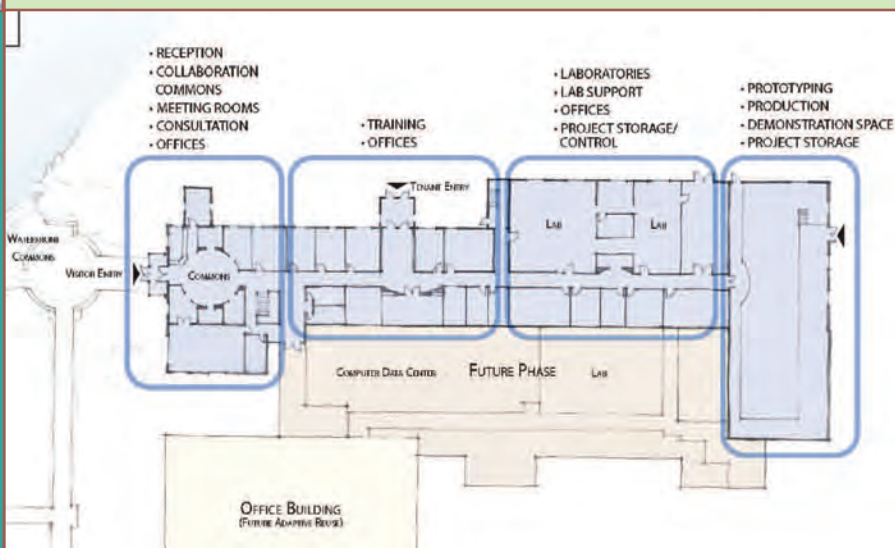 • RECEPTION
• COLLABORATION
COMMONS
• MEETING ROOMS
• CONSULTATION
• OFFICES
• TRAINING
• OFFICES
• LABORATORIES
• LAB SUPPORT
• OFFICES
• PROJECT STORAGE/
CONTROL
• PROTOTYPING
• PRODUCTION
• DEMONSTRATION SPACE
• PROJECT STORAGE
TENANT ENTRY
LAB
LAB
WATERFRONT
COMMONS
VISITOR ENTRY
COMMONS
COMPUTER DATA CENTER
FUTURE PHASE
LAB
OFFICE BUILDING
(FUTURE ADAPTIVE REUSE)